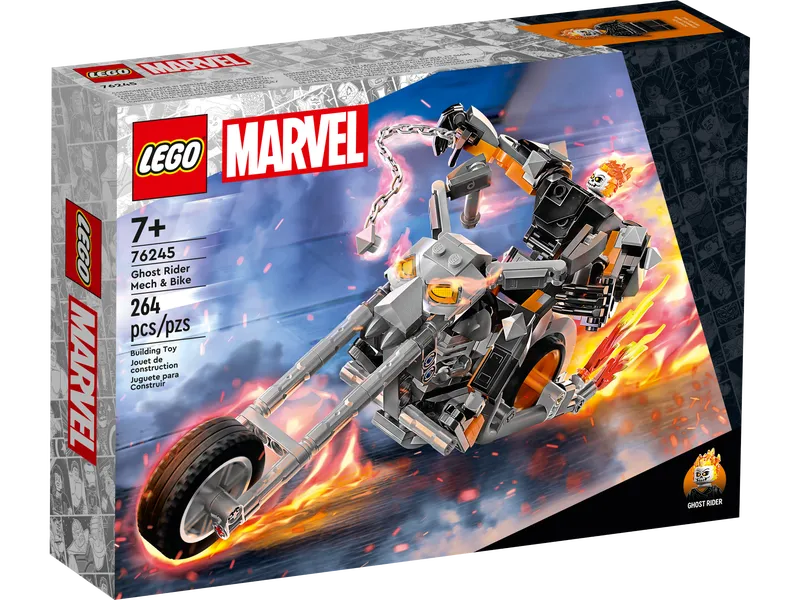 LEGO MARVEL
76245
LEGO MARVEL
LEGO MARVEL
7+
76245
Ghost Rider
Mech & Bike
264
pcs/pzs
Building Toy
Jouet de
construction
Juguete para
Construir
GHOST RIDER